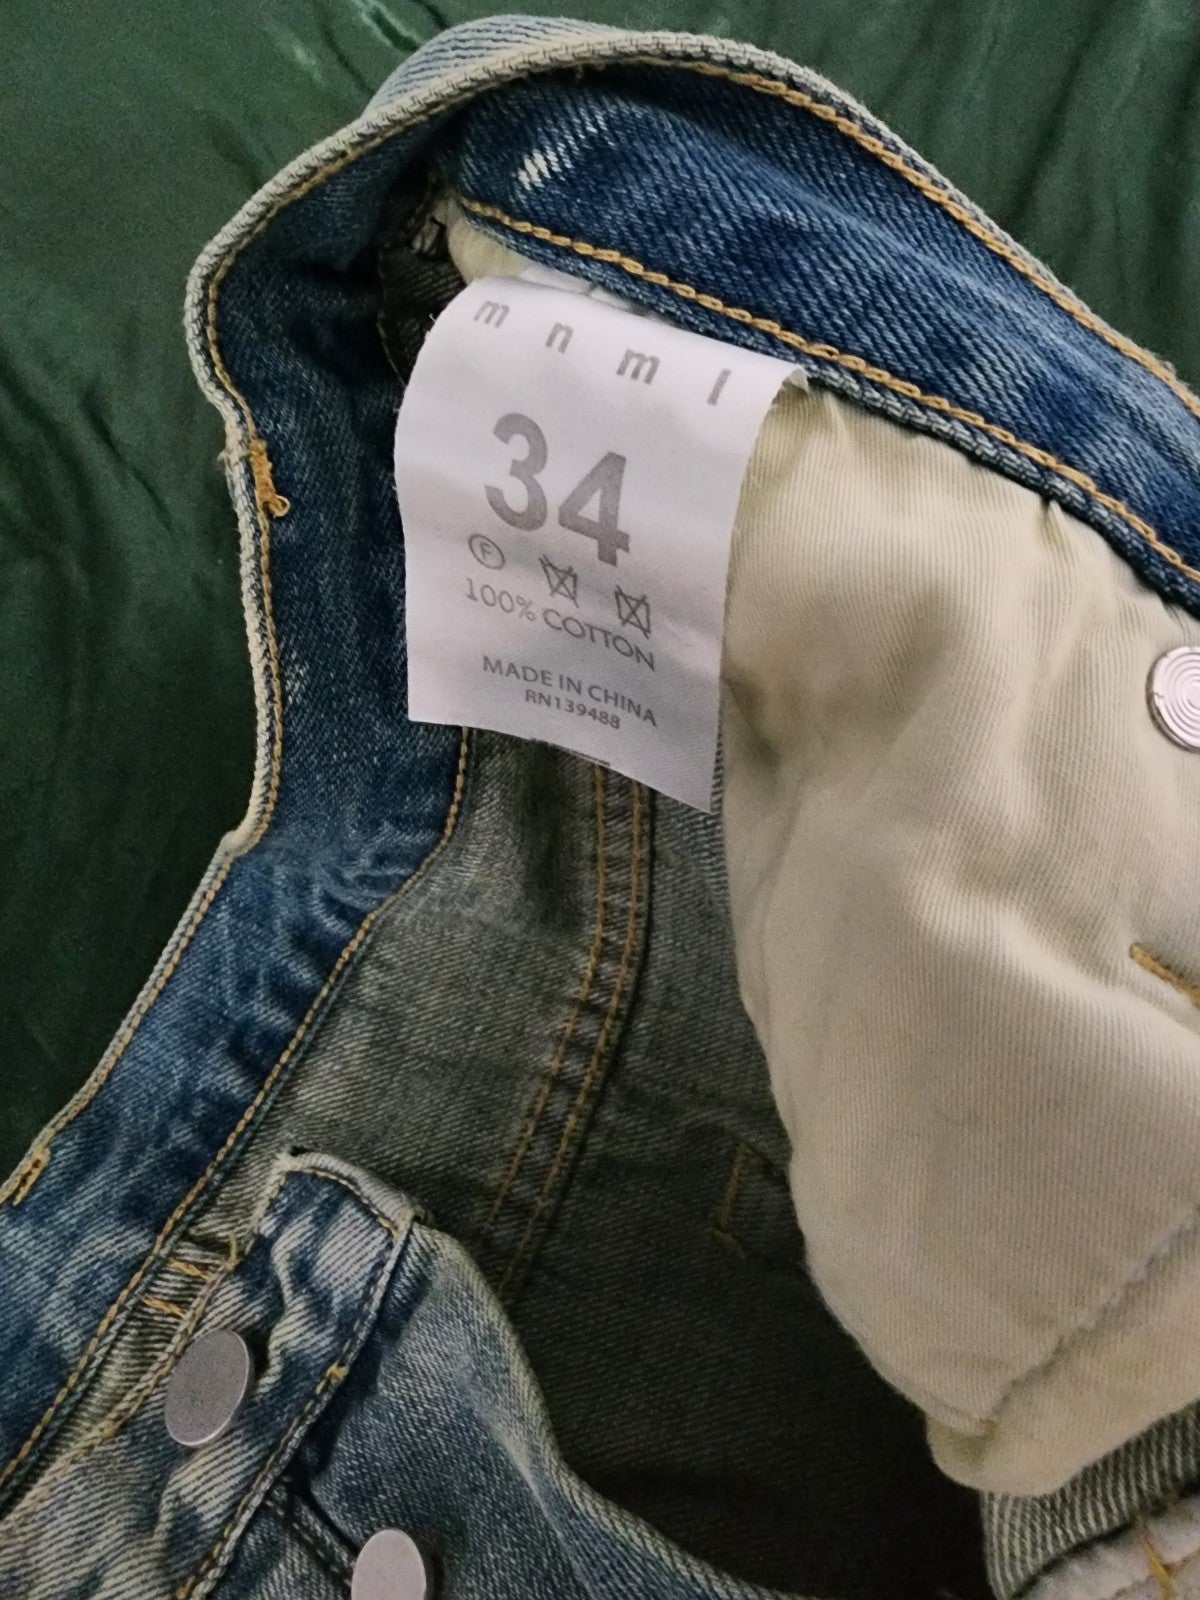 m n m l
34
F
100% COTTON
MADE IN CHINA
RN139488